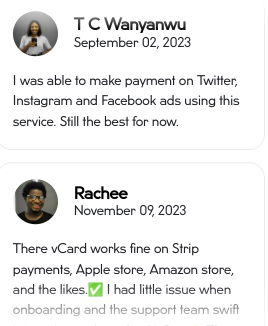 T C Wanyanwu
September 02, 2023
I was able to make payment on Twitter,
Instagram and Facebook ads using this
service. Still the best for now.
Rachee
November 09, 2023
There vCard works fine on Strip
payments, Apple store, Amazon store,
and the likes.✅ I had little issue when
onboarding and the support team swift